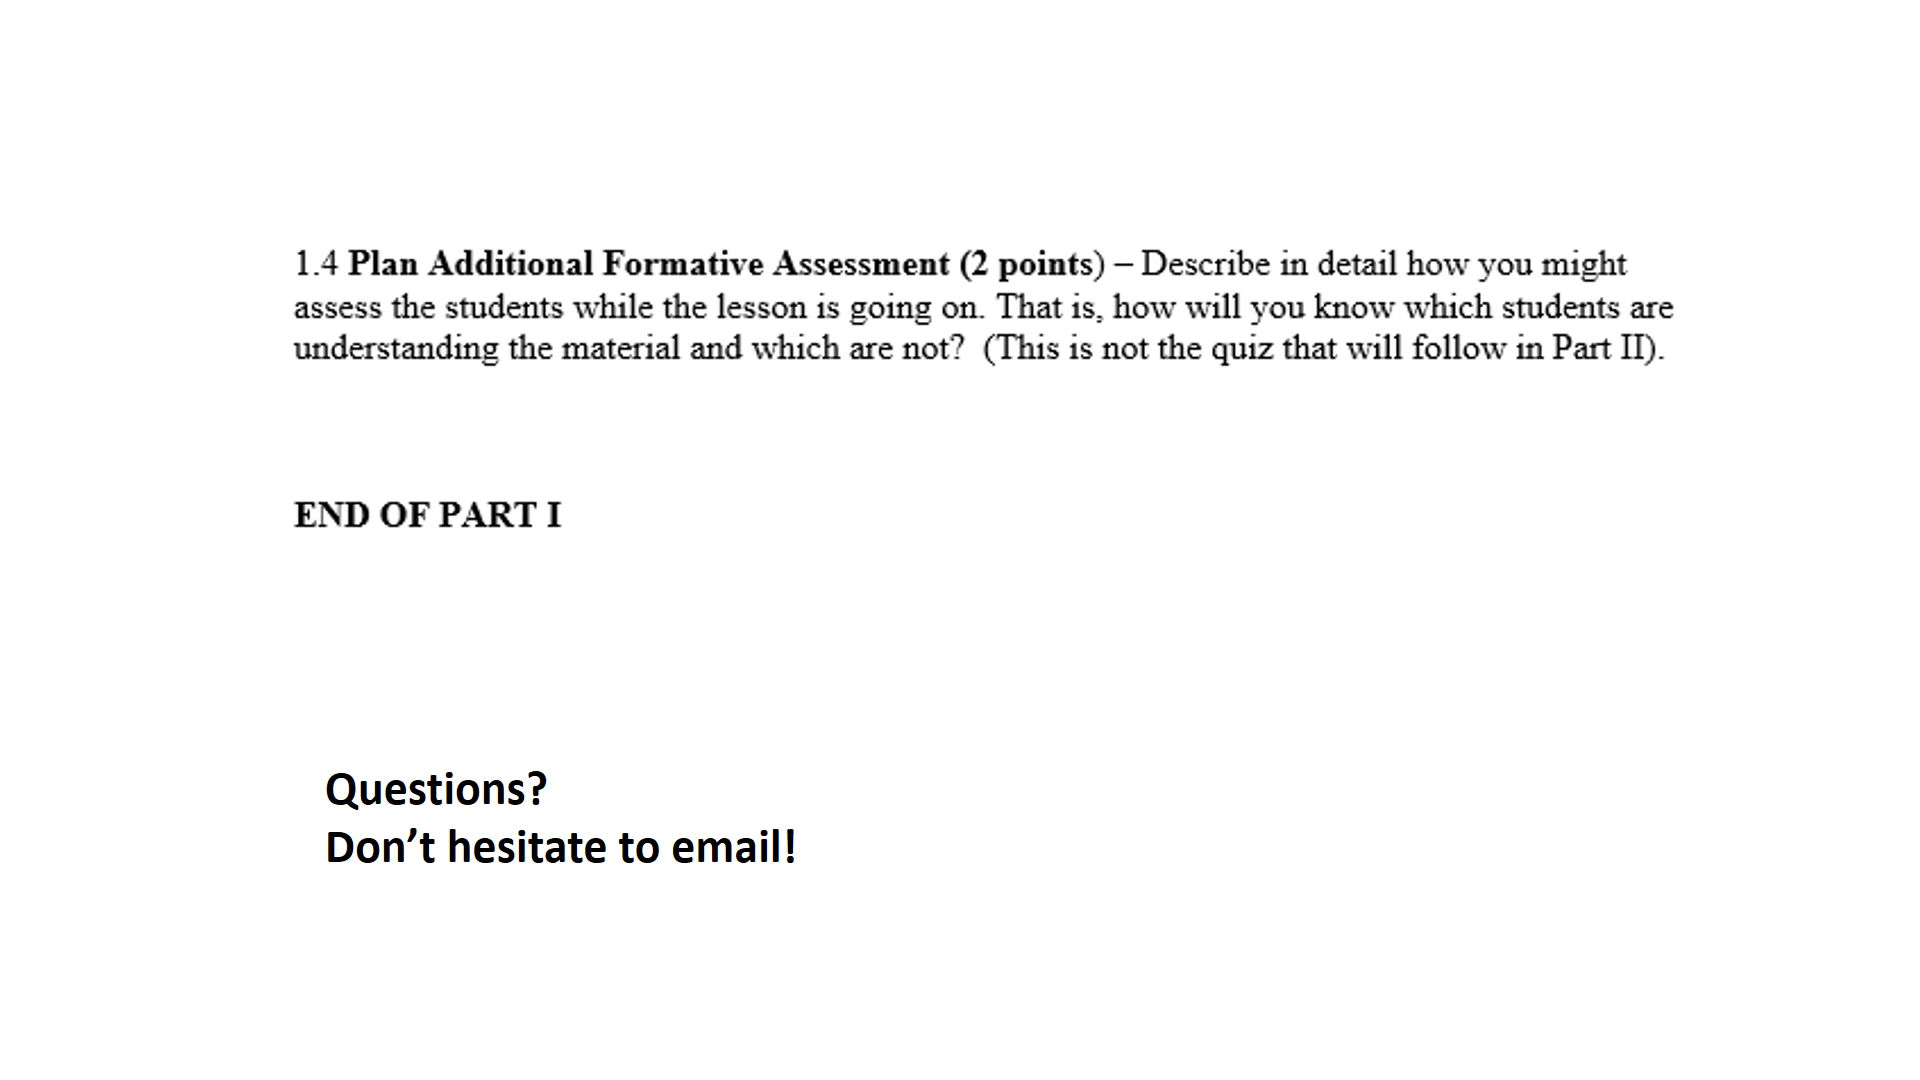 1.4 Plan Additional Formative Assessment (2 points) – Describe in detail how you might
assess the students while the lesson is going on. That is, how will you know which students are
understanding the material and which are not?  (This is not the quiz that will follow in Part II).
END OF PART I
Questions?
Don’t hesitate to email!